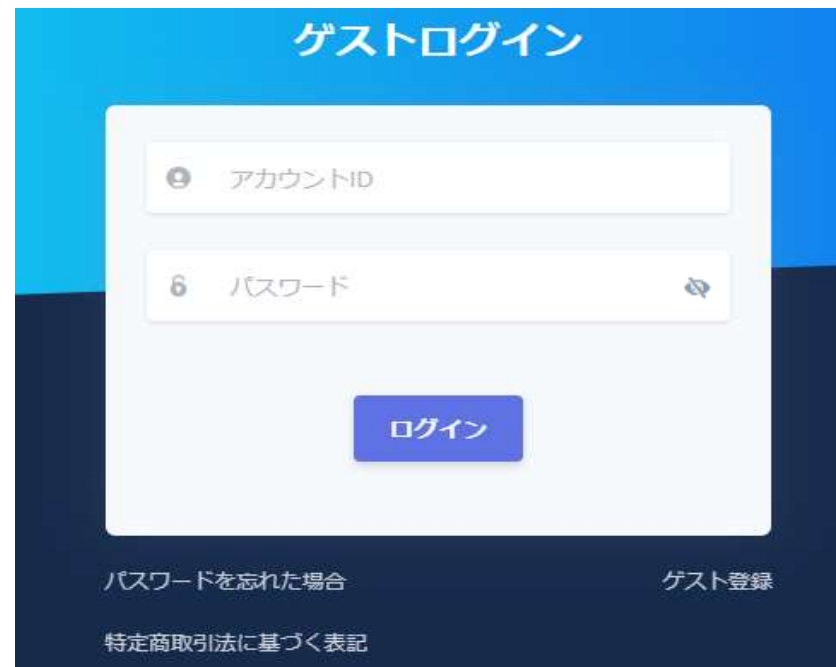 ゲストログイン
アカウントID
パスワード
ログイン
パスワードを忘れた場合
ゲスト登録
特定商取引法に基づく表記